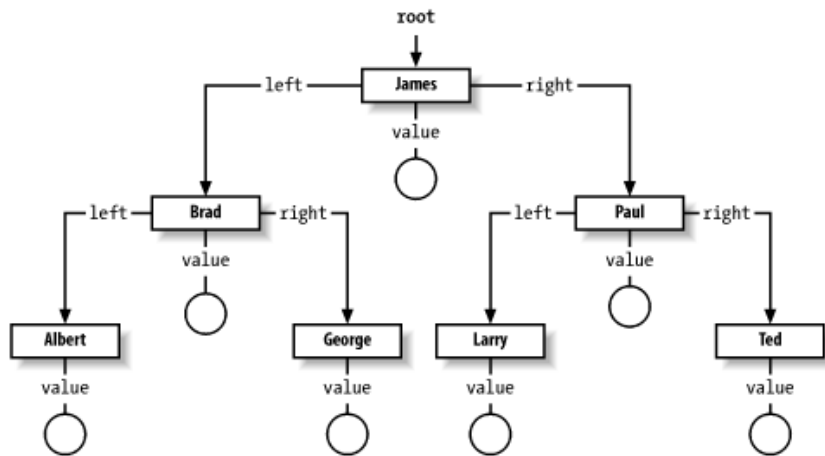 root
left James right
value
left Brad right left Paul right
value value
Albert George Larry Ted
value value value value